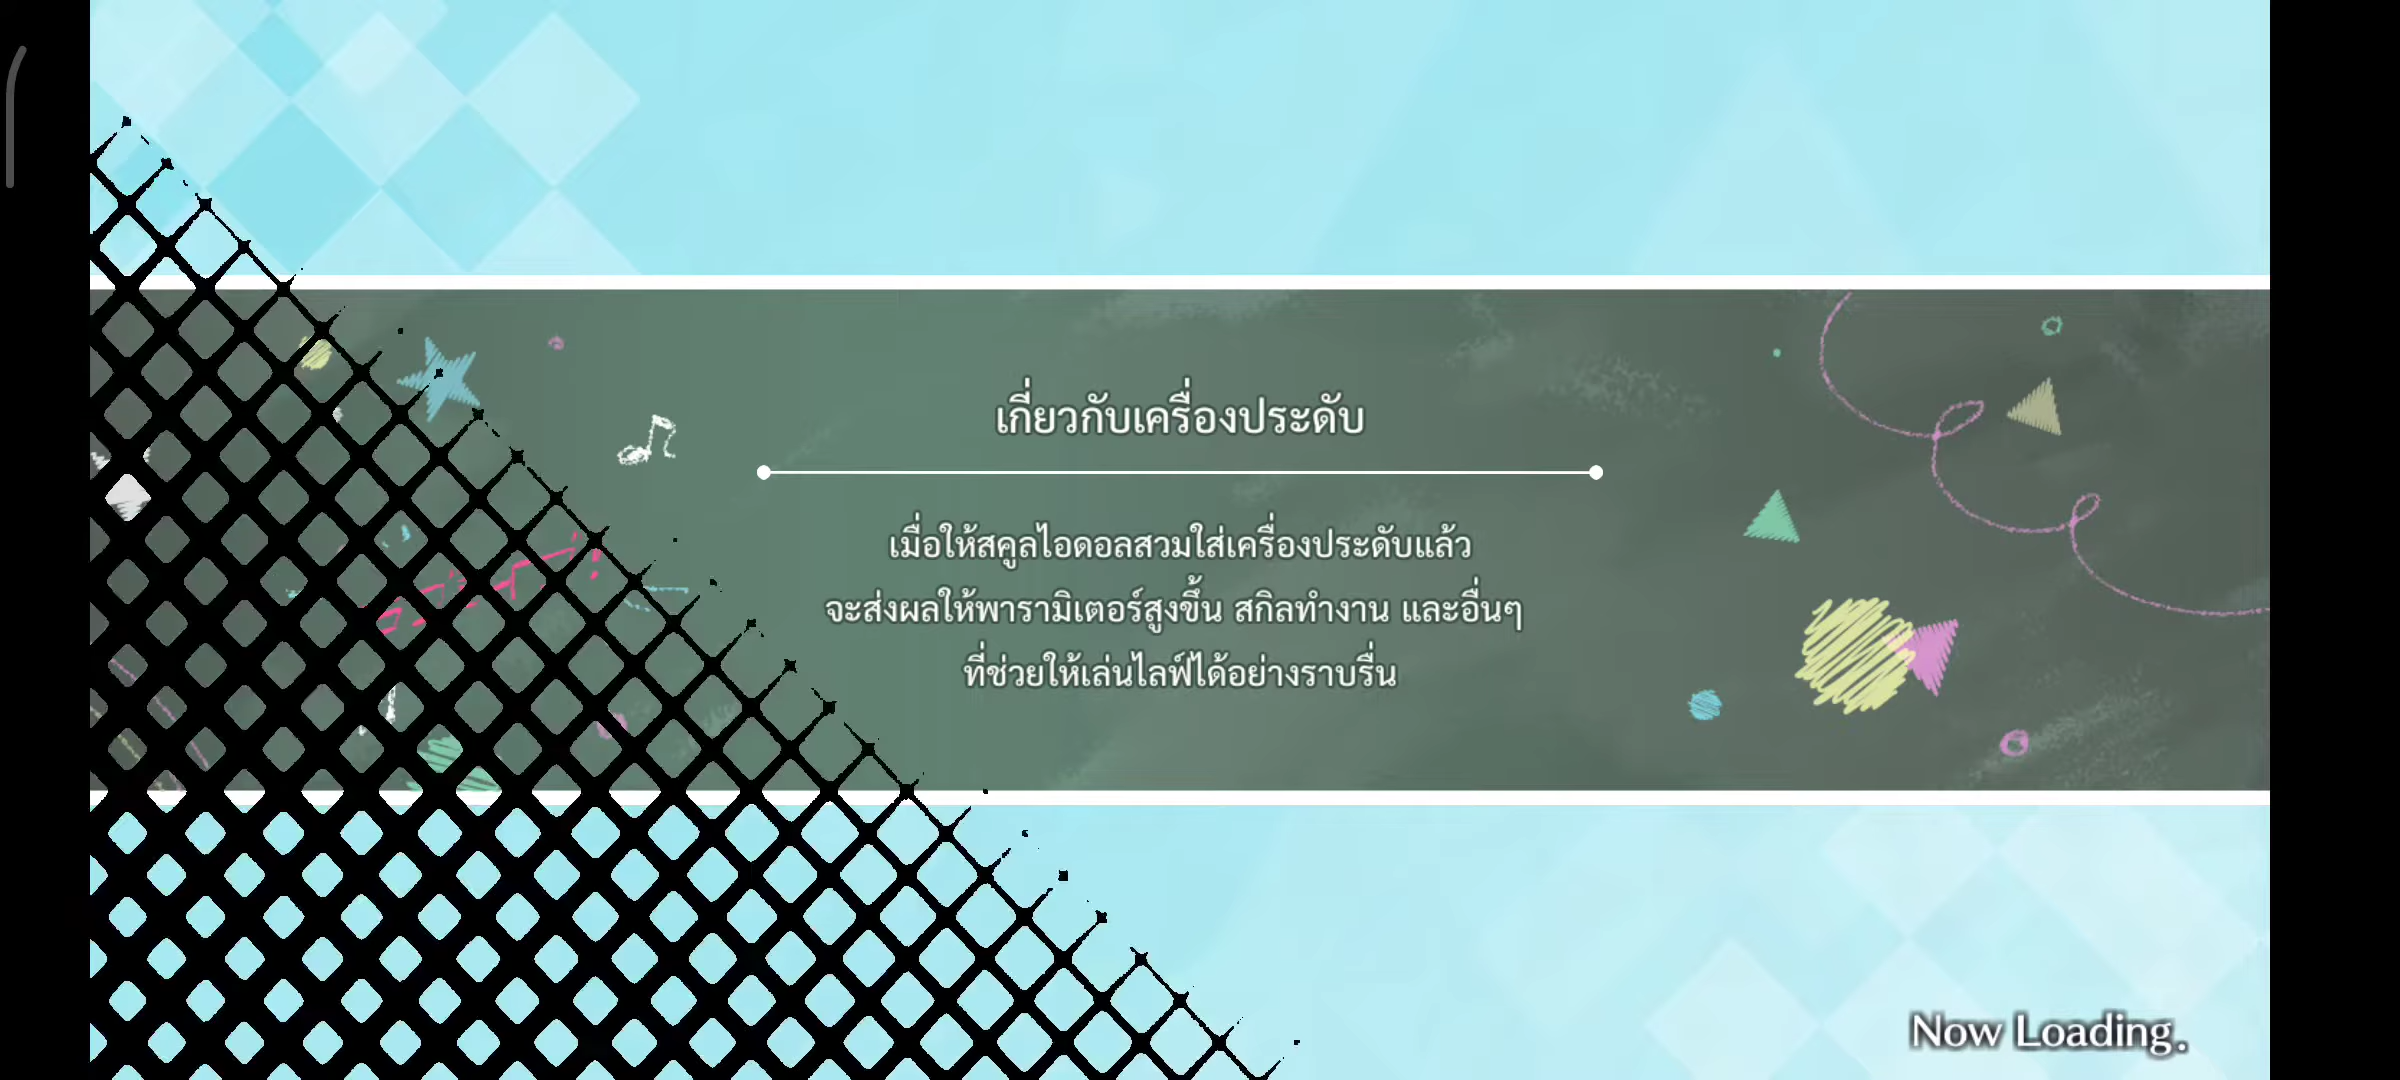 เกี่ยวกับเครื่องประดับ
เมื่อให้สคูลไอดอลสวมใส่เครื่องประดับแล้ว
จะส่งผลให้พารามิเตอร์สูงขึ้น สกิลทำงาน และอื่นๆ
ที่ช่วยให้เล่นไลฟ์ได้อย่างราบรื่น
Now Loading.